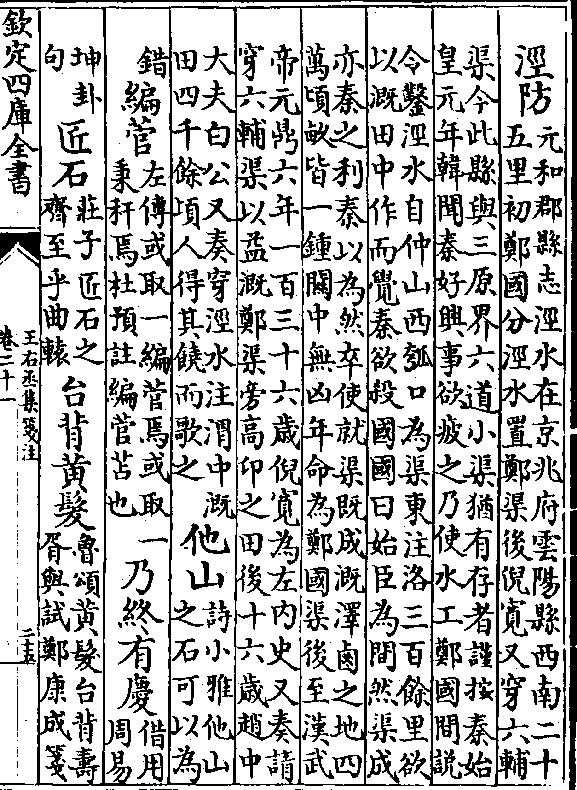 涇防
元和郡縣志涇水在京兆府雲陽縣西南二十
五里初鄭國分涇水置鄭渠後倪寬又穿六輔
渠今此縣與三原界六道小渠猶有存者謹按秦始
皇元年韓聞秦好興事欲疲之乃使水工鄭國間說
令鑿涇水自仲山西瓠口為渠東注洛三百餘里欲
以溉田中作而覺秦欲殺國國曰始臣為間然渠成
亦秦之利秦以為然卒使就渠既成溉澤鹵之地四
萬頃畝皆一鍾關中無凶年命為鄭國渠後至漢武
帝元鼎六年一百三十六歲倪寬為左內史又奏請
穿六輔渠以益溉鄭渠旁高卬之田後十六歲趙中
大夫白公又奏穿涇水注渭中溉
田四千餘頃人得其饒而歌之
他山
詩小雅他山
之石可以為
錯
編菅
左傳或取一編菅焉或取
秉秆焉杜預註編菅苫也
一乃終有慶
借用
周易
坤卦
句
匠石
莊子匠石之
齊至乎曲轅
台背黃髮
魯頌黃髮台背壽
胥與試鄭康成箋
欽定四庫全書
王右丞集箋注
卷二十一
二十五